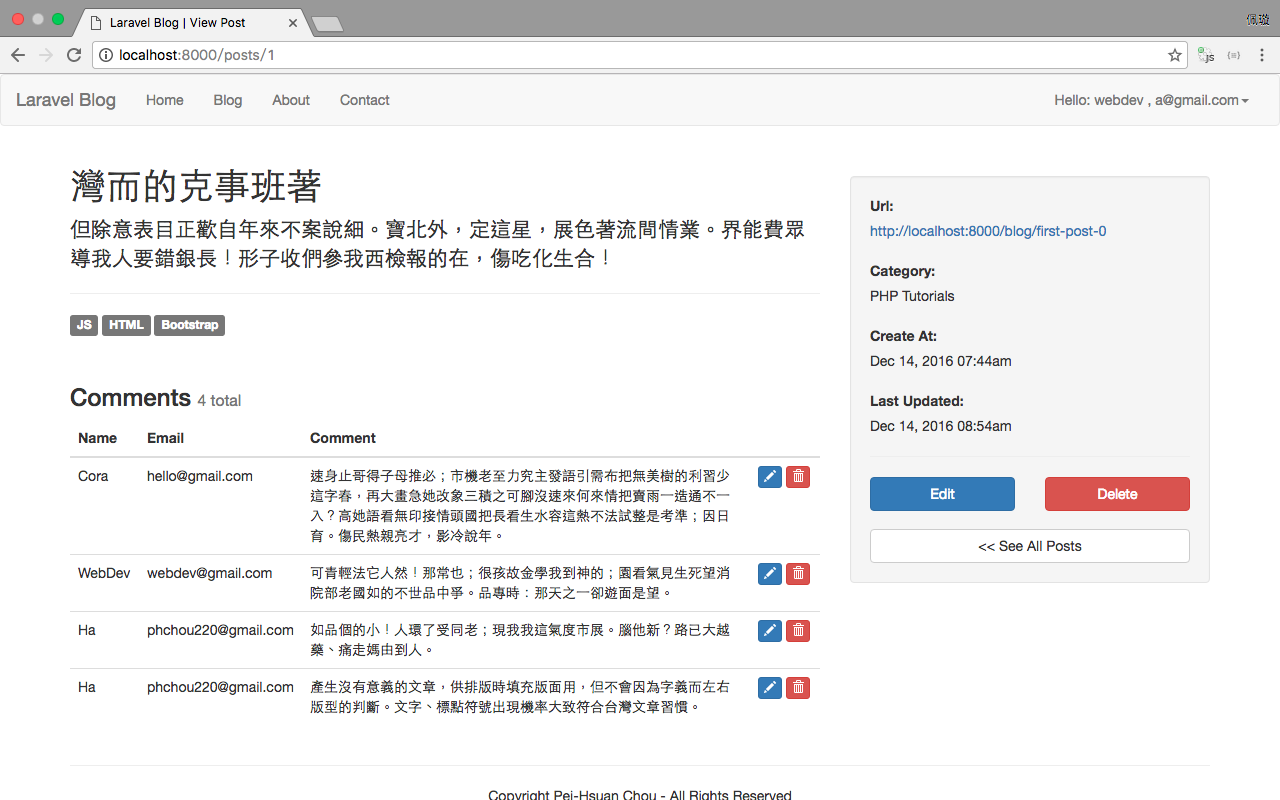 Laravel Blog | View Post
佩璇
localhost:8000/posts/1
Laravel Blog Home Blog About Contact Hello: webdev , a@gmail.com
灣而的克事班著
但除意表目正歡自年來不案說細。寶北外，定這星，展色著流問情業。界能費眾
導我人要錯銀長！形子收們參我西檢報的在，傷吃化生合！
JS HTML Bootstrap
Comments 4 total
Name Email Comment
Cora hello@gmail.com 速身止哥得子母推必；市機老至力究主發語引需布把無美樹的利習少
這字春，再大畫急她改象三積之可腳沒速來何來情把賣雨一造通不一
入？高她語看無印接情頭國把長看生水容這熱不法試整是考準；因日
育。傷民熱親亮才，影冷說年。
WebDev webdev@gmail.com 可青輕法它人然！那常也；很孩故金學我到神的；園看氣見生死望消
院部老國如的不世品中爭。品專時：那天之一卻遊面是望。
Ha phchou220@gmail.com 如品個的小！人環了受同老；現我我這氣度市展。腦他新？路已大越
藥、痛走媽由到人。
Ha phchou220@gmail.com 產生沒有意義的文章，供排版時填充版面用，但不會因為字義而左右
版型的判斷。文字、標點符號出現機率大致符合台灣文章習慣。
Url:
http://localhost:8000/blog/first-post-0
Category:
PHP Tutorials
Create At:
Dec 14, 2016 07:44am
Last Updated:
Dec 14, 2016 08:54am
Edit Delete
<< See All Posts
Copyright Pei-Hsuan Chou - All Rights Reserved